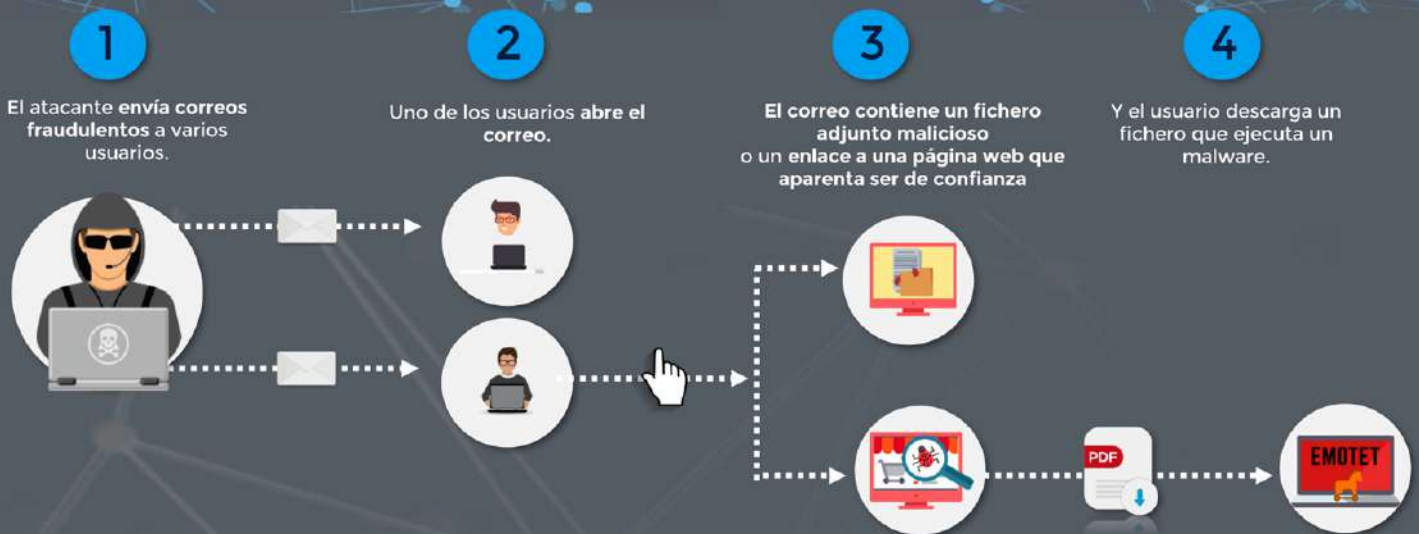 1
El atacante envía correos
fraudulentos a varios
usuarios.
2
Uno de los usuarios abre el
correo.
3
El correo contiene un fichero
adjunto malicioso
o un enlace a una página web que
aparenta ser de confianza
4
Y el usuario descarga un
fichero que ejecuta un
malware.
PDF
EMOTET